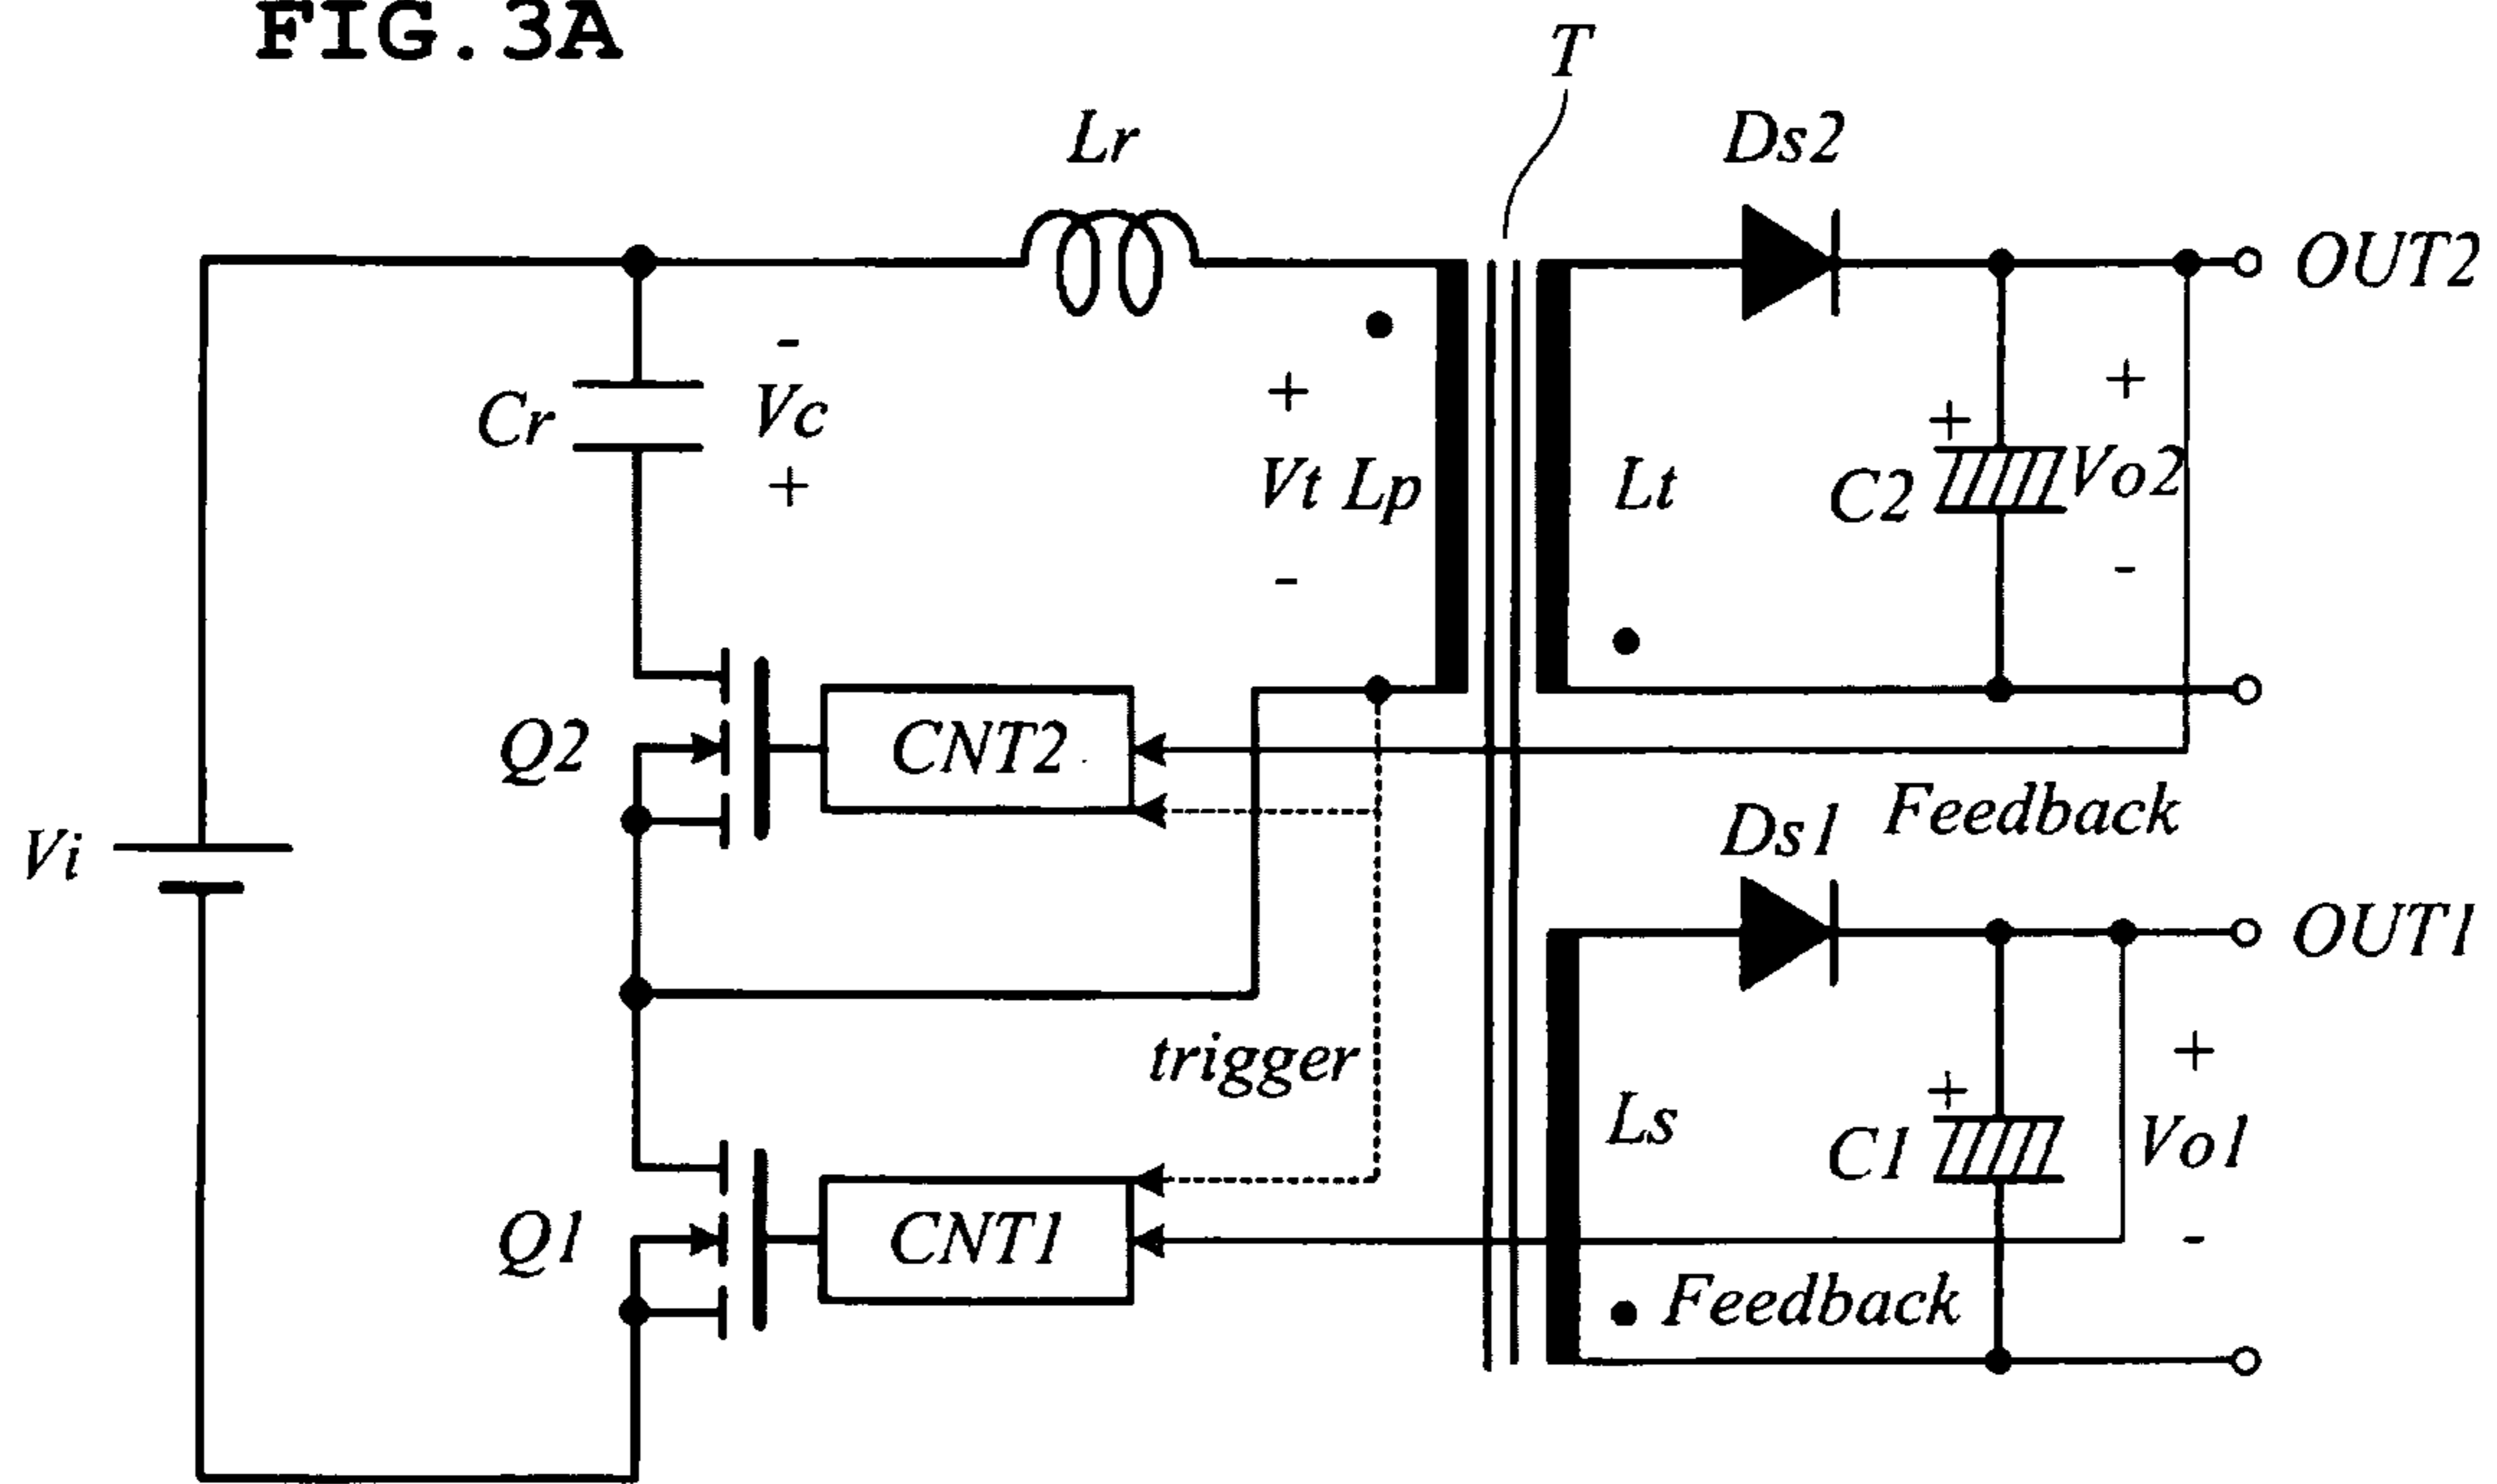 FIG.3A
T
Lr
Ds2
OUT2
-
Cr
Vc
+
+
Vt Lp
-
Lt
+
C2
+
Vo2
-
Q2
CNT2
Feedback
Vi
Ds1
OUT1
trigger
Ls
+
C1
+
Vo1
-
Q1
CNT1
Feedback